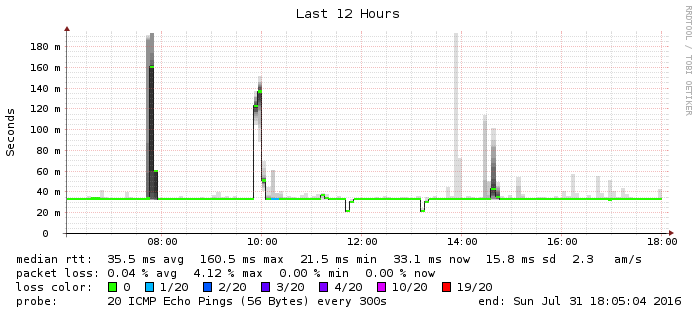 Last 12 Hours
RRDTOOL / TOBI OETIKER
Seconds
180 m
160 m
140 m
120 m
100 m
80 m
60 m
40 m
20 m
0
08:00 10:00 12:00 14:00 16:00 18:00
median rtt: 35.5 ms avg 160.5 ms max 21.5 ms min 33.1 ms now 15.8 ms sd 2.3 am/s
packet loss: 0.04 % avg 4.12 % max 0.00 % min 0.00 % now
loss color: 0 1/20 2/20 3/20 4/20 10/20 19/20
probe: 20 ICMP Echo Pings (56 Bytes) every 300s end: Sun Jul 31 18:05:04 2016